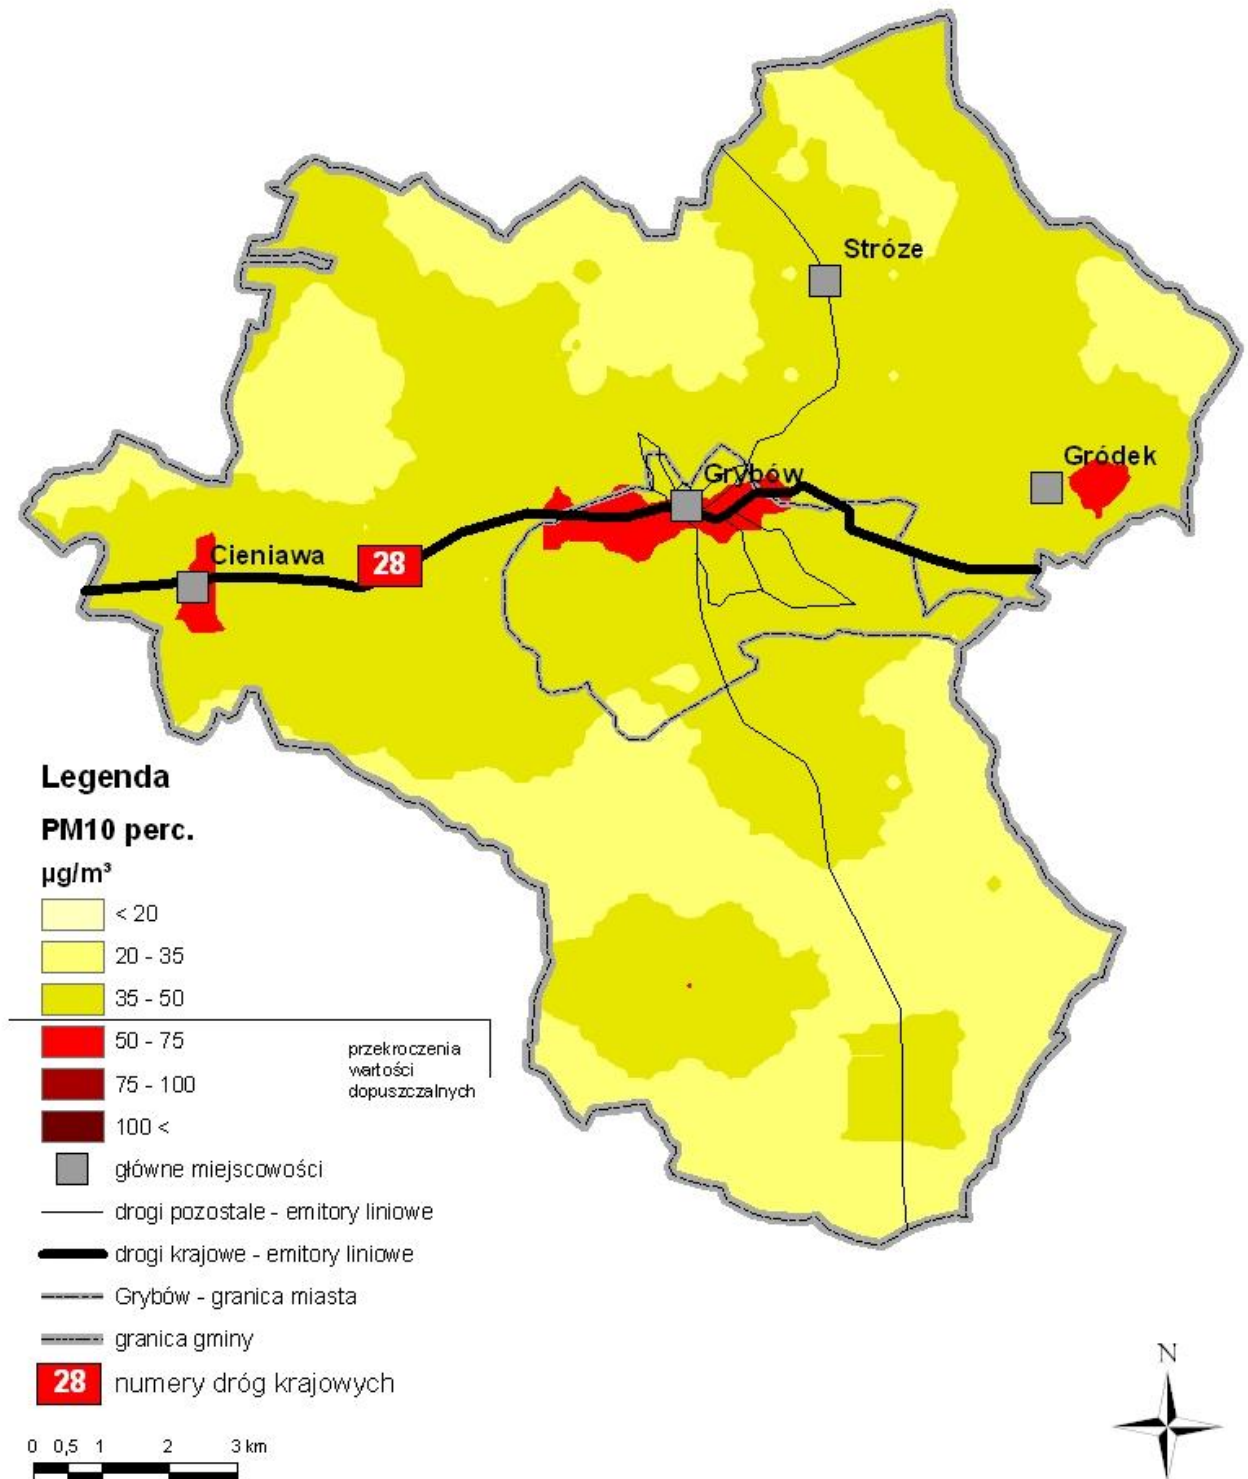 Stróze
Gródek
Grybów
Cieniawa
28
Legenda
PM10 perc.
µg/m³
< 20
20 - 35
35 - 50
50 - 75
75 - 100
100 <
przekroczenia
wartości
dopuszczalnych
główne miejscowości
drogi pozostałe - emitory liniowe
drogi krajowe - emitory liniowe
Grybów - granica miasta
granica gminy
28 numery dróg krajowych
0 0,5 1 2 3 km
N